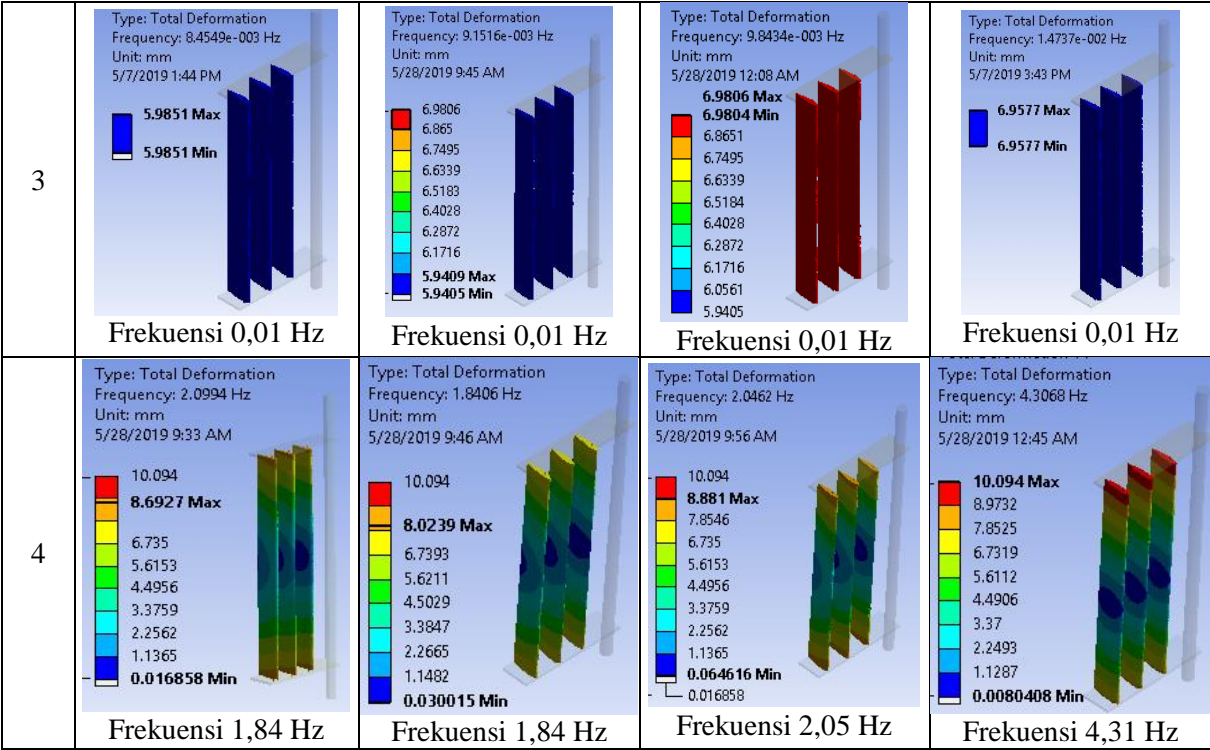 3
Type: Total Deformation
Frequency: 8.4549e-003 Hz
Unit: mm
5/7/2019 1:44 PM
5.9851 Max
5.9851 Min
Frekuensi 0,01 Hz
Type: Total Deformation
Frequency: 9.1516e-003 Hz
Unit: mm
5/28/2019 9:45 AM
6.9806
6.865
6.7495
6.6339
6.5183
6.4028
6.2872
6.1716
5.9409 Max
5.9405 Min
Frekuensi 0,01 Hz
Type: Total Deformation
Frequency: 9.8434e-003 Hz
Unit: mm
5/28/2019 12:08 AM
6.9806 Max
6.9804 Min
6.8651
6.7495
6.6339
6.5184
6.4028
6.2872
6.1716
6.0561
5.9405
Frekuensi 0,01 Hz
Type: Total Deformation
Frequency: 1.4737e-002 Hz
Unit: mm
5/7/2019 3:43 PM
6.9577 Max
6.9577 Min
Frekuensi 0,01 Hz
4
Type: Total Deformation
Frequency: 2.0994 Hz
Unit: mm
5/28/2019 9:33 AM
10.094
8.6927 Max
6.735
5.6153
4.4956
3.3759
2.2562
1.1365
0.016858 Min
Frekuensi 1,84 Hz
Type: Total Deformation
Frequency: 1.8406 Hz
Unit: mm
5/28/2019 9:46 AM
10.094
8.0239 Max
6.7393
5.6211
4.5029
3.3847
2.2665
1.1482
0.030015 Min
Frekuensi 1,84 Hz
Type: Total Deformation
Frequency: 2.0462 Hz
Unit: mm
5/28/2019 9:56 AM
10.094
8.881 Max
7.8546
6.735
5.6153
4.4956
3.3759
2.2562
1.1365
0.064616 Min
0.016858
Frekuensi 2,05 Hz
Type: Total Deformation
Frequency: 4.3068 Hz
Unit: mm
5/28/2019 12:45 AM
10.094 Max
8.9732
7.8525
6.7319
5.6112
4.4906
3.37
2.2493
1.1287
0.0080408 Min
Frekuensi 4,31 Hz